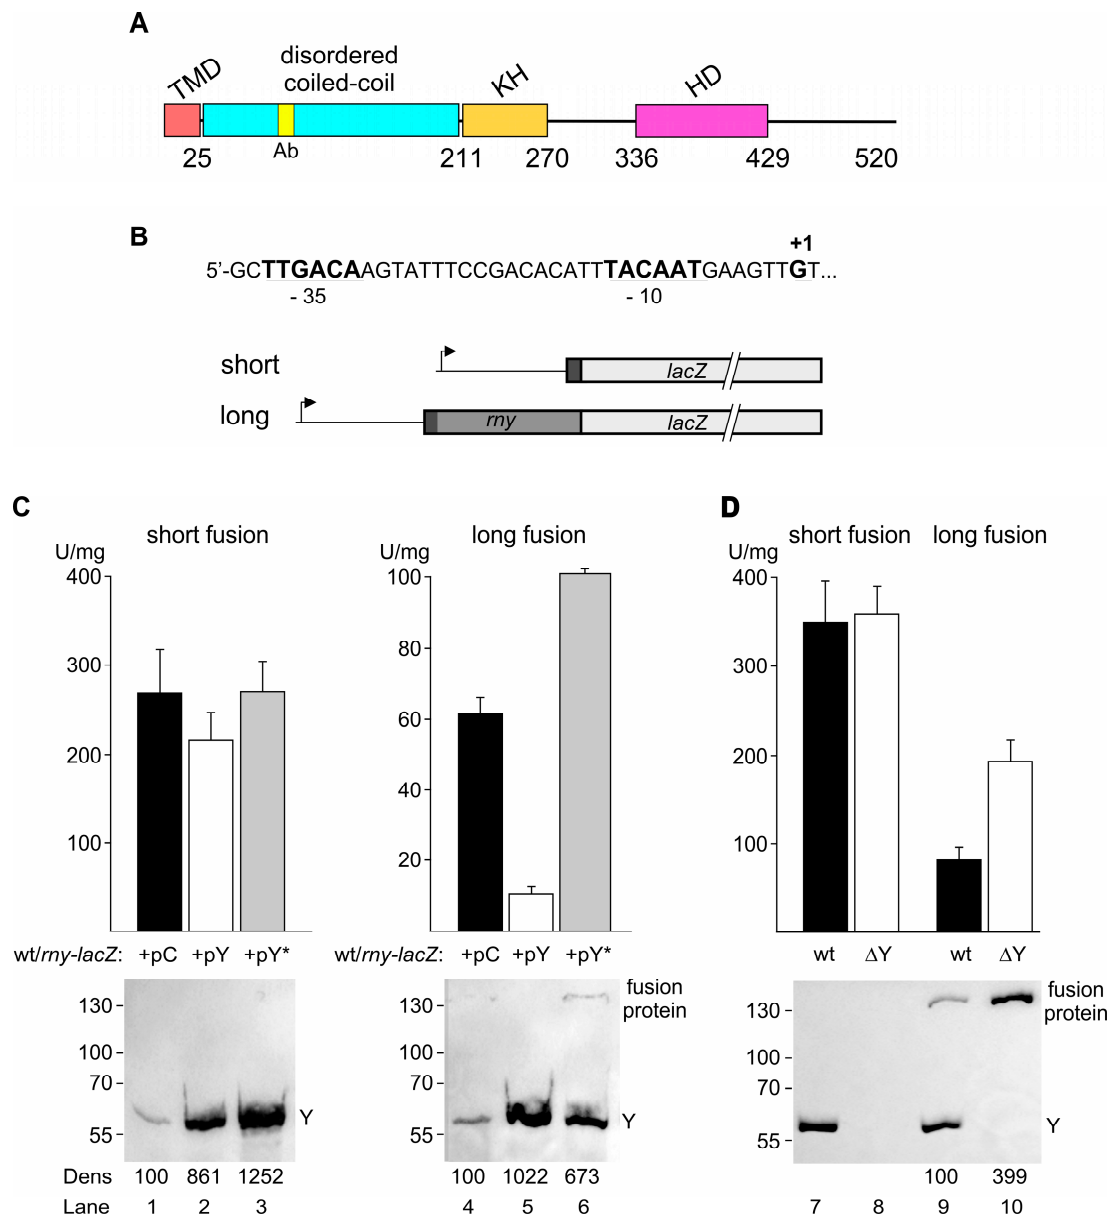 A
TMD
disordered
coiled-coil
KH
HD
Ab
25
211
270
336
429
520
B
+1
5’-GCTTGACAAGTATTTCCGACACATTTACAATGAAGTTGT...
- 35
- 10
short
lacZ
long
rny
lacZ
C
short fusion
U/mg
400
300
200
100
wt/rny-lacZ: +pC +pY +pY*
130
100
70
55
Y
Dens 100 861 1252
Lane 1 2 3
long fusion
U/mg
100
80
60
40
20
wt/rny-lacZ: +pC +pY +pY*
fusion
protein
130
100
70
55
Y
100 1022 673
4 5 6
D
U/mg short fusion long fusion
400
300
200
100
wt ΔY wt ΔY
fusion
protein
130
100
70
55
Y
100 399
7 8 9 10